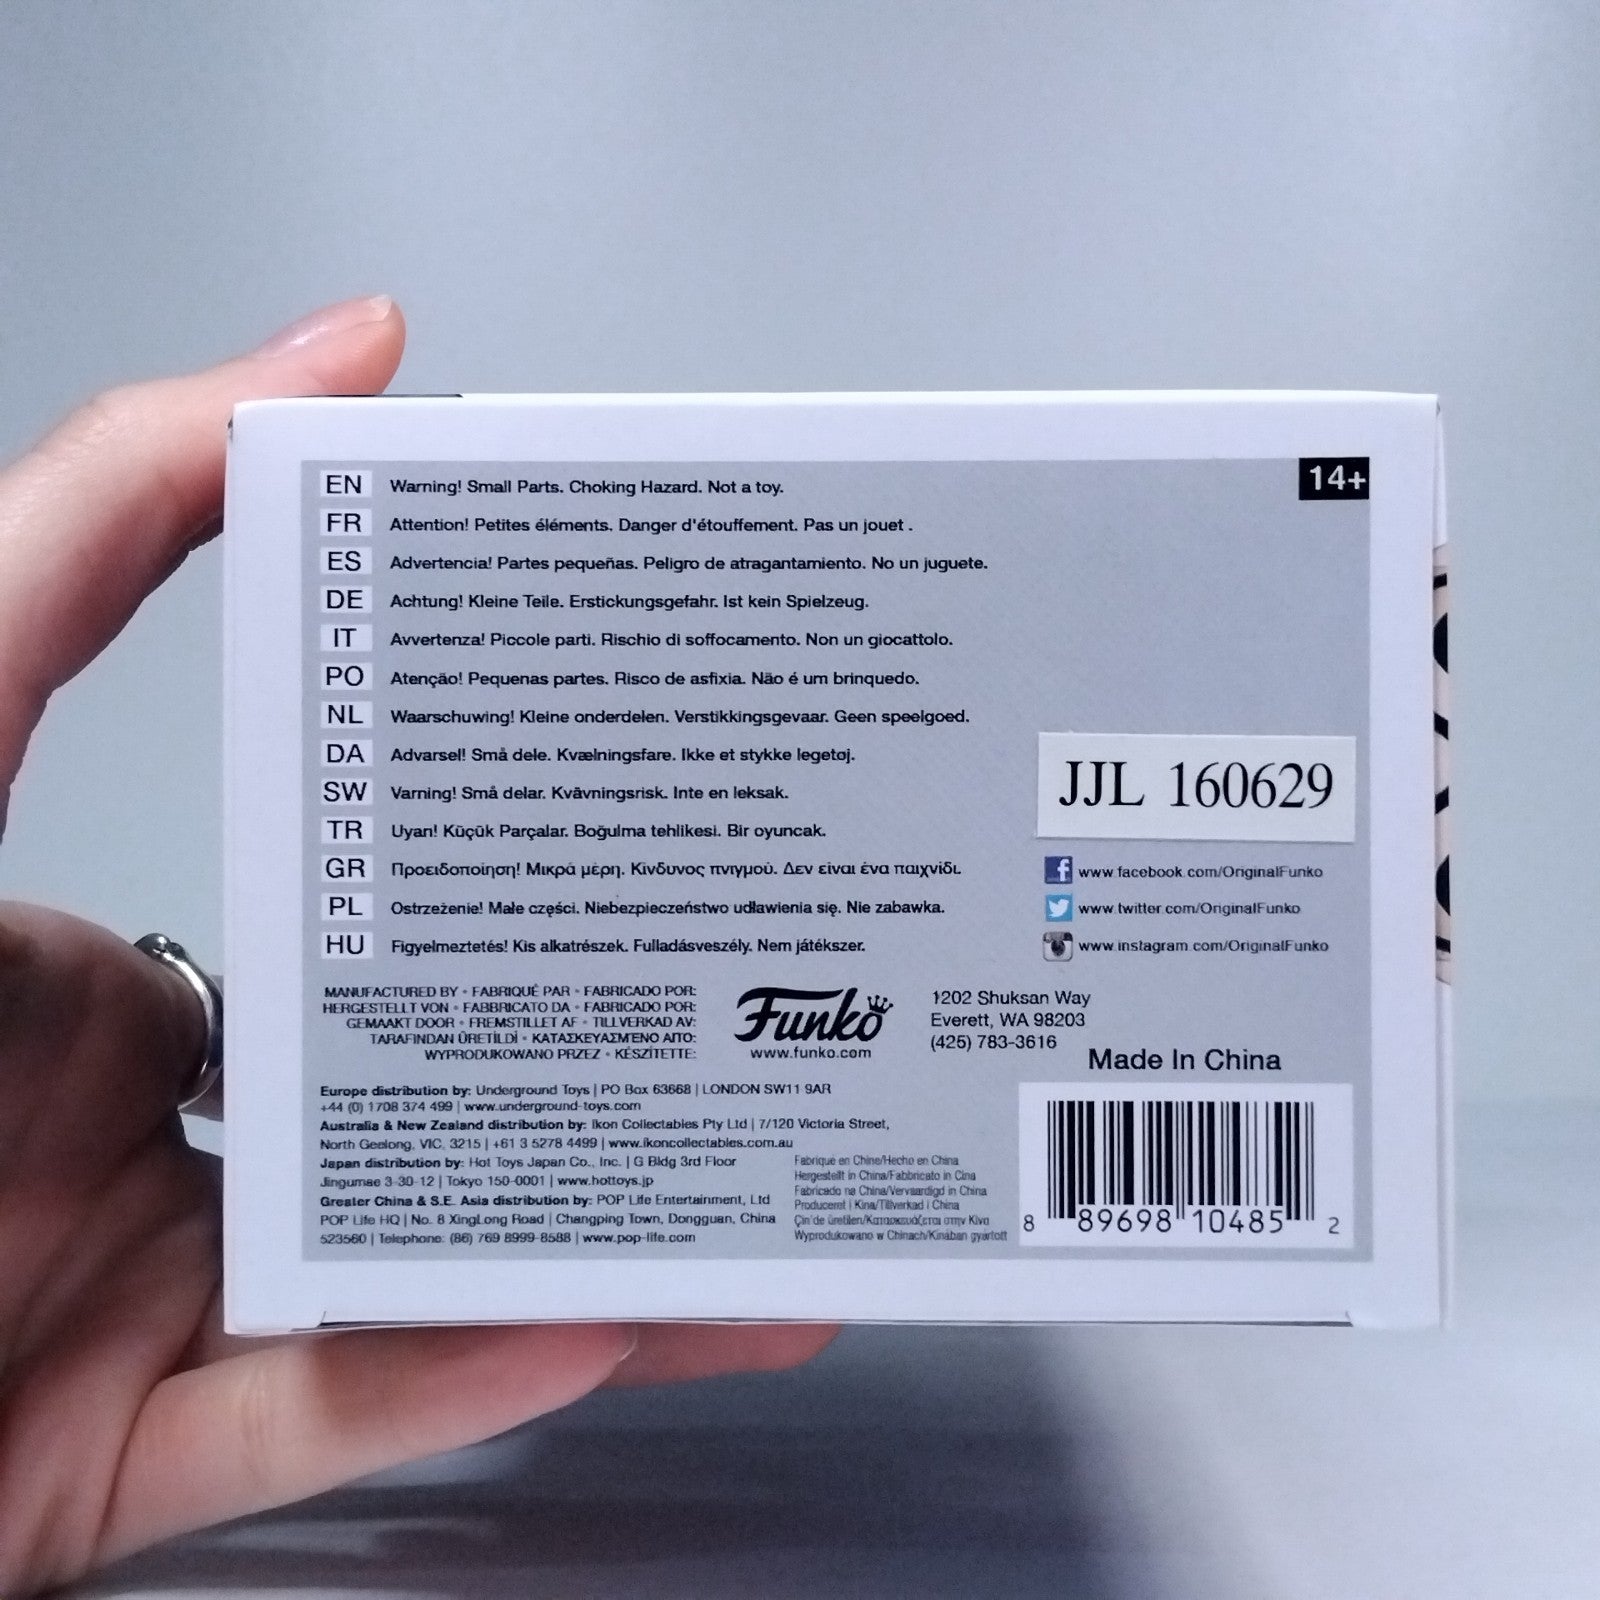 14+
EN Warning! Small Parts. Choking Hazard. Not a toy.
FR Attention! Petites éléments. Danger d'étouffement. Pas un jouet .
ES Advertencia! Partes pequeñas. Peligro de atragantamiento. No un juguete.
DE Achtung! Kleine Teile. Erstickungsgefahr. Ist kein Spielzeug.
IT Avvertenza! Piccole parti. Rischio di soffocamento. Non un giocattolo.
PO Atenção! Pequenas partes. Risco de asfixia. Não é um brinquedo.
NL Waarschuwing! Kleine onderdelen. Verstikkingsgevaar. Geen speelgoed.
DA Advarsel! Små dele. Kvælningsfare. Ikke et stykke legetøj.
SW Varning! Små delar. Kvävningsrisk. Inte en leksak.
TR Uyarı! Küçük Parçalar. Boğulma tehlikesi. Bir oyuncak.
GR Προειδοποίηση! Μικρά μέρη. Κίνδυνος πνιγμού. Δεν είναι ένα παιχνίδι.
PL Ostrzeżenie! Małe części. Niebezpieczeństwo udławienia się. Nie zabawka.
HU Figyelmeztetés! Kis alkatrészek. Fulladásveszély. Nem játékszer.
JJL 160629
www.facebook.com/OriginalFunko
www.twitter.com/OriginalFunko
www.instagram.com/OriginalFunko
MANUFACTURED BY • FABRIQUÉ PAR • FABRICADO POR:
HERGESTELLT VON • FABBRICATO DA • FABRICADO POR:
GEMAAKT DOOR • FREMSTILLET AF • TILLVERKAD AV:
TARAFINDAN ÜRETİLDİ • ΚΑΤΑΣΚΕΥΑΣΜΈΝΟ ΑΠΌ:
WYPRODUKOWANO PRZEZ • KÉSZÍTETTE:
Funko
www.funko.com
1202 Shuksan Way
Everett, WA 98203
(425) 783-3616
Made In China
Europe distribution by: Underground Toys | PO Box 63668 | LONDON SW11 9AR
+44 (0) 1708 374 499 | www.underground-toys.com
Australia & New Zealand distribution by: Ikon Collectables Pty Ltd | 7/120 Victoria Street,
North Geelong, VIC, 3215 | +61 3 5278 4499 | www.ikoncollectables.com.au
Japan distribution by: Hot Toys Japan Co., Inc. | G Bldg 3rd Floor
Jingumae 3-30-12 | Tokyo 150-0001 | www.hottoys.jp
Greater China & S.E. Asia distribution by: POP Life Entertainment, Ltd
POP Life HQ | No. 8 XingLong Road | Changping Town, Dongguan, China
523560 | Telephone: (86) 769 8999-8588 | www.pop-life.com
Fabriqué en Chine/Hecho en China
Hergestellt in China/Fabbricato in Cina
Fabricado na China/Vervaardigd in China
Produceret i Kina/Tillverkad i China
Çin'de üretilen/Κατασκευάζεται στην Κίνα
Wyprodukowano w Chinach/Kínában gyártott
8 89698 10485 2